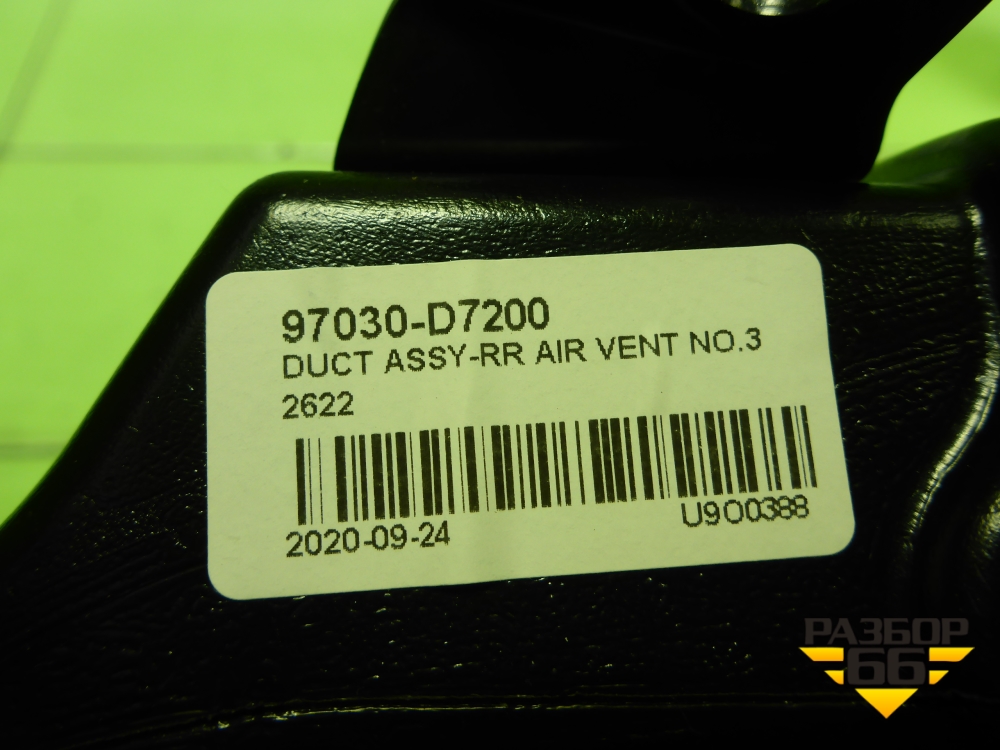 97030-D7200
DUCT ASSY-RR AIR VENT NO.3
2622
2020-09-24
U9O0388
РАЗБОР
66